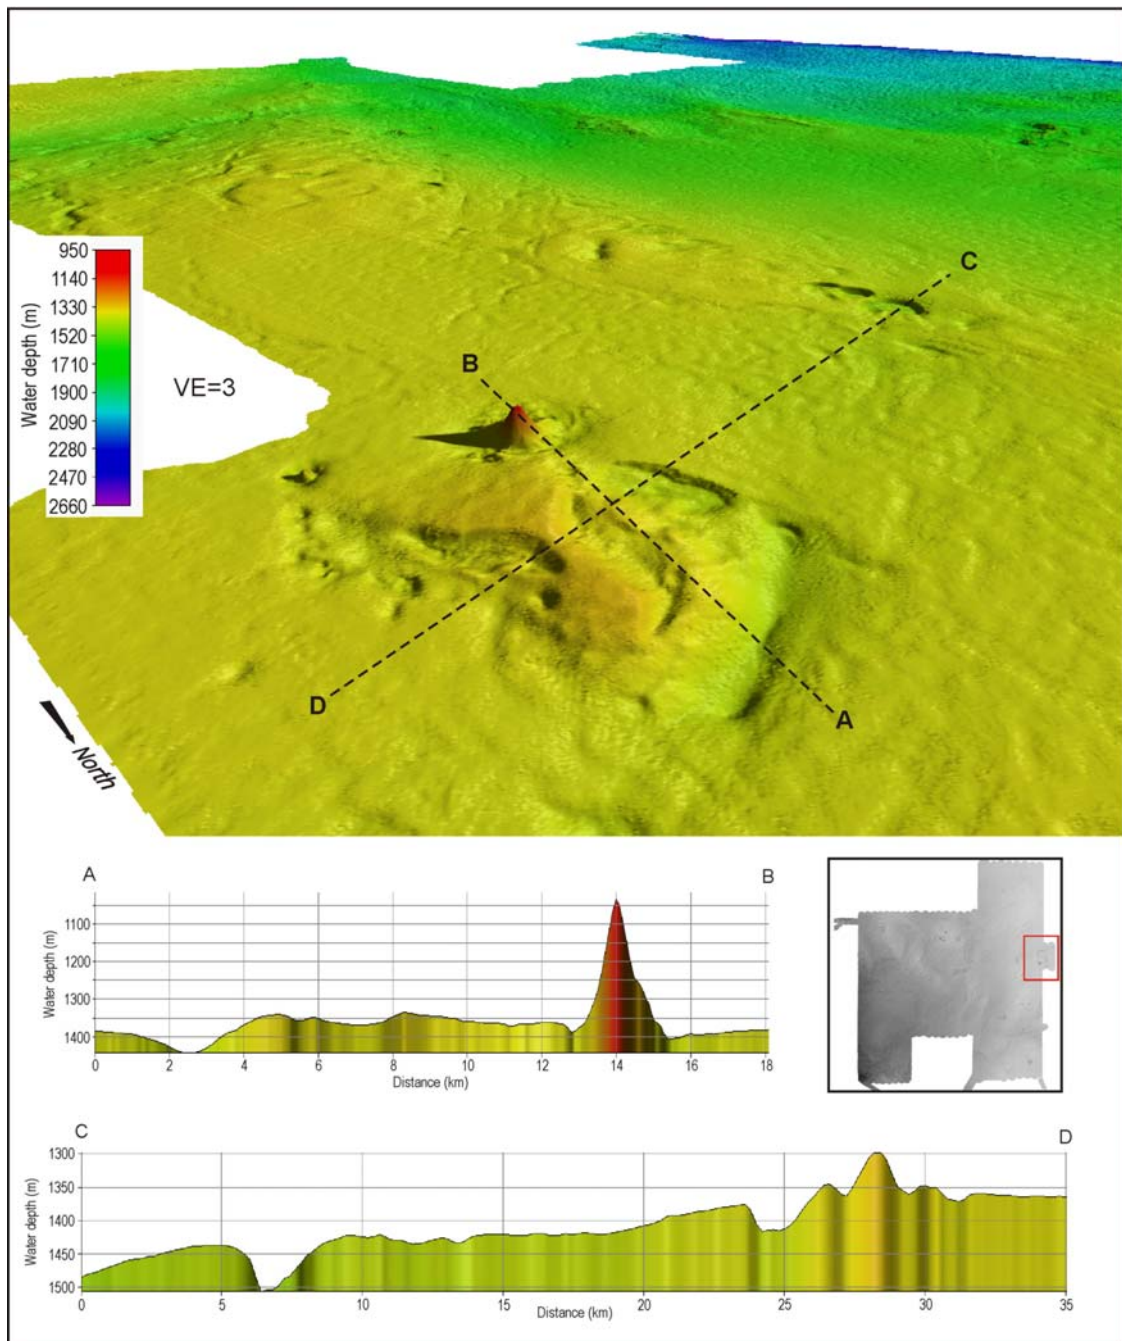 C
B
950
1140
1330
1520
1710
1900
2090
2280
2470
2660
Water depth (m)
VE=3
D
A
North
A
B
1100
1200
1300
1400
Water depth (m)
0 2 4 6 8 10 12 14 16 18
Distance (km)
C
D
1300
1350
1400
1450
1500
Water depth (m)
0 5 10 15 20 25 30 35
Distance (km)